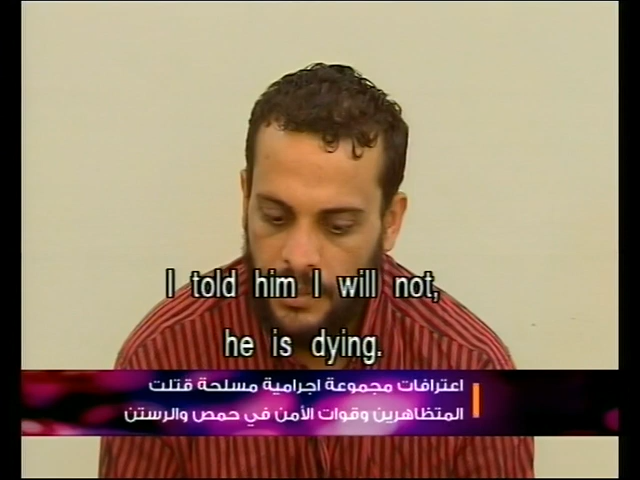 I told him I will not,
he is dying.
اعترافات مجموعة اجرامية مسلحة قتلت
المتظاهرين وقوات الأمن في حمص والرستن